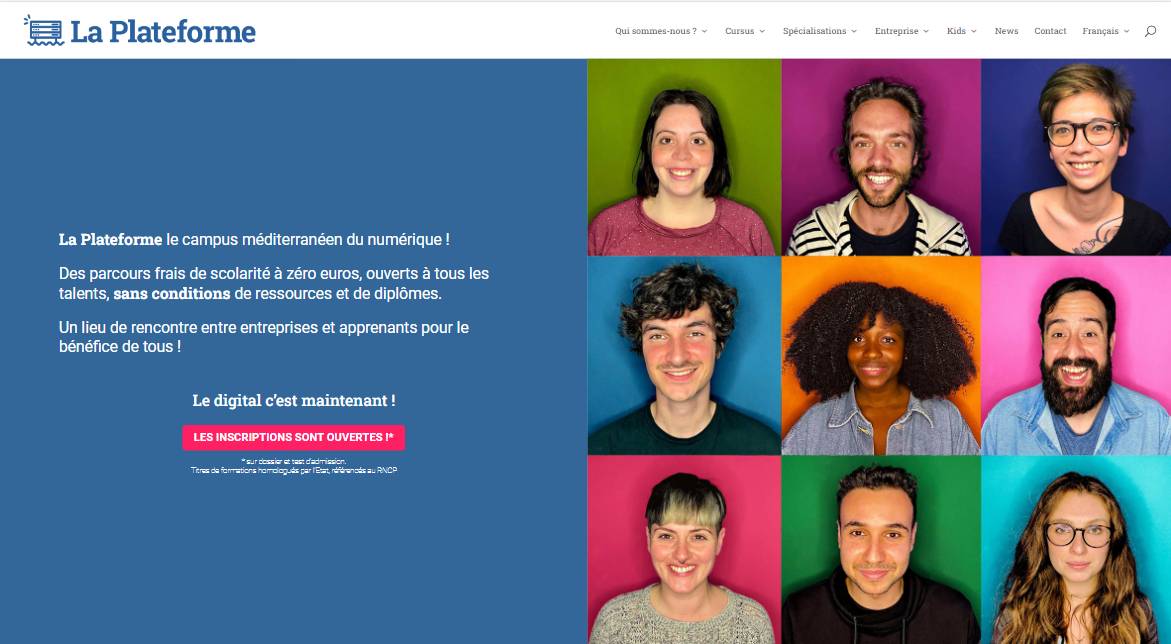 La Plateforme
Qui sommes-nous ? Cursus Spécialisations Entreprise Kids News Contact Français
La Plateforme le campus méditerranéen du numérique !
Des parcours frais de scolarité à zéro euros, ouverts à tous les
talents, sans conditions de ressources et de diplômes.
Un lieu de rencontre entre entreprises et apprenants pour le
bénéfice de tous !
Le digital c'est maintenant !
LES INSCRIPTIONS SONT OUVERTES !*
* sur dossier et test d'admission.
Titres de formations homologués par l'Etat, référencés au RNCP